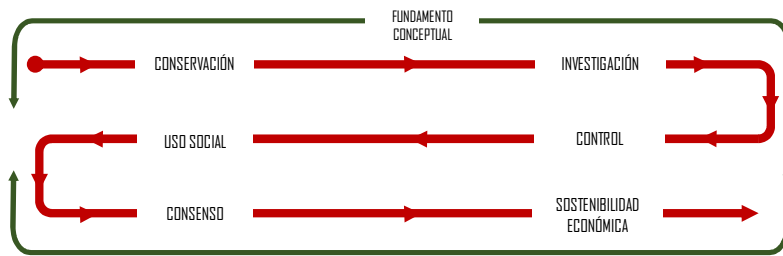 FUNDAMENTO
CONCEPTUAL
CONSERVACIÓN
INVESTIGACIÓN
USO SOCIAL
CONTROL
CONSENSO
SOSTENIBILIDAD
ECONÓMICA